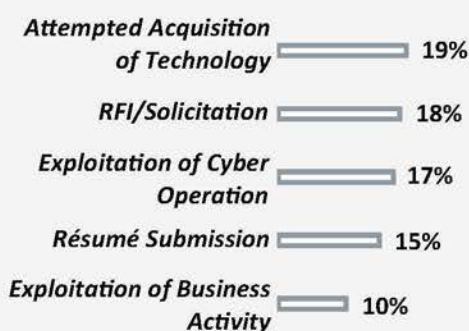 Attempted Acquisition
of Technology
19%
RFI/Solicitation
18%
Exploitation of Cyber
Operation
17%
Résumé Submission
15%
Exploitation of Business
Activity
10%